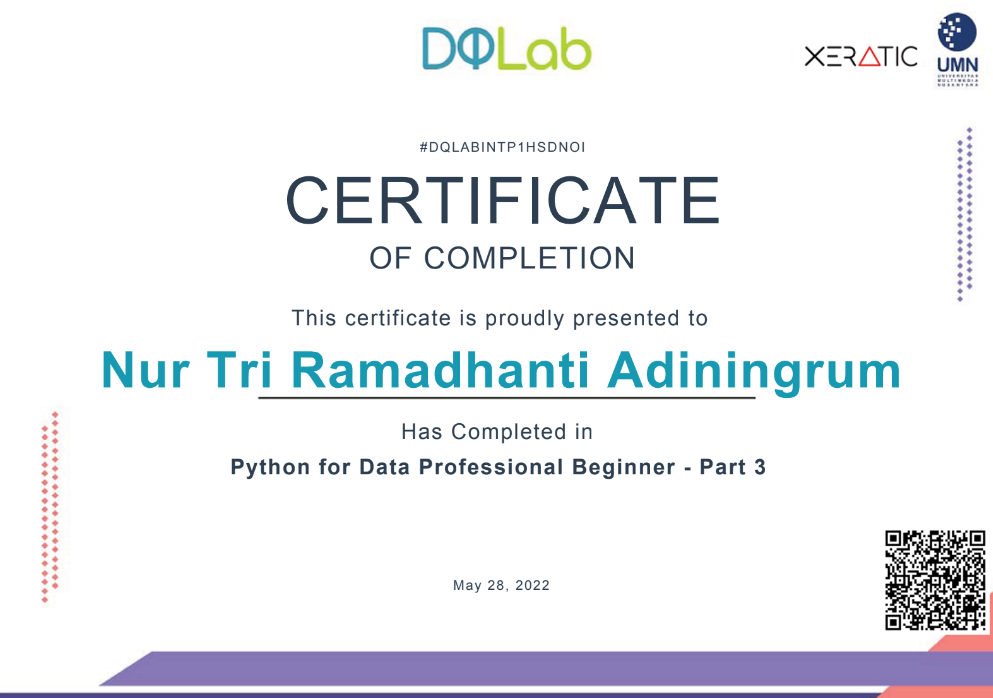 DQLab
XERATIC
UMN
UNIVERSITAS
MULTIMEDIA
NUSANTARA
#DQLABINTP1HSDNOI
CERTIFICATE
OF COMPLETION
This certificate is proudly presented to
Nur Tri Ramadhanti Adiningrum
Has Completed in
Python for Data Professional Beginner - Part 3
May 28, 2022